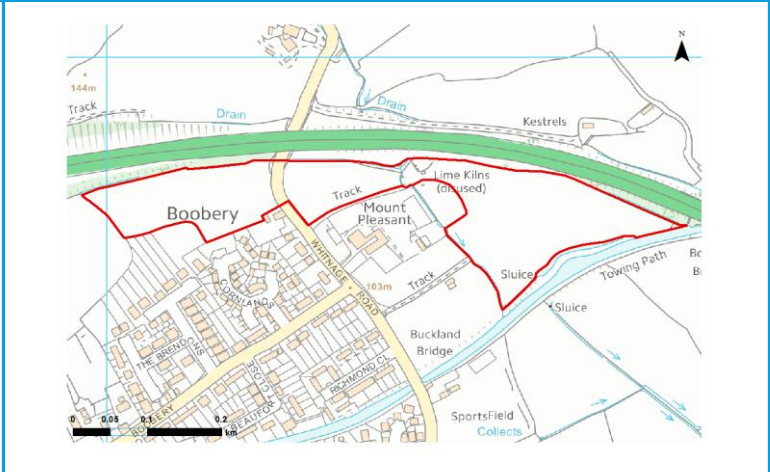 N
144m
Track
Drain
Drain
Kestrels
Lime Kilns
(disused)
Track
Boobery
Mount
Pleasant
WHITNAGE ROAD
103m
Sluice
Track
Towing Path
Sluice
CORNLANDS
THE BRENDONS
Buckland
Bridge
RICHMOND CL
BEAUFORT
CLOSE
BOOBERY
SportsField
Collects
0 0.05 0.1 0.2
km